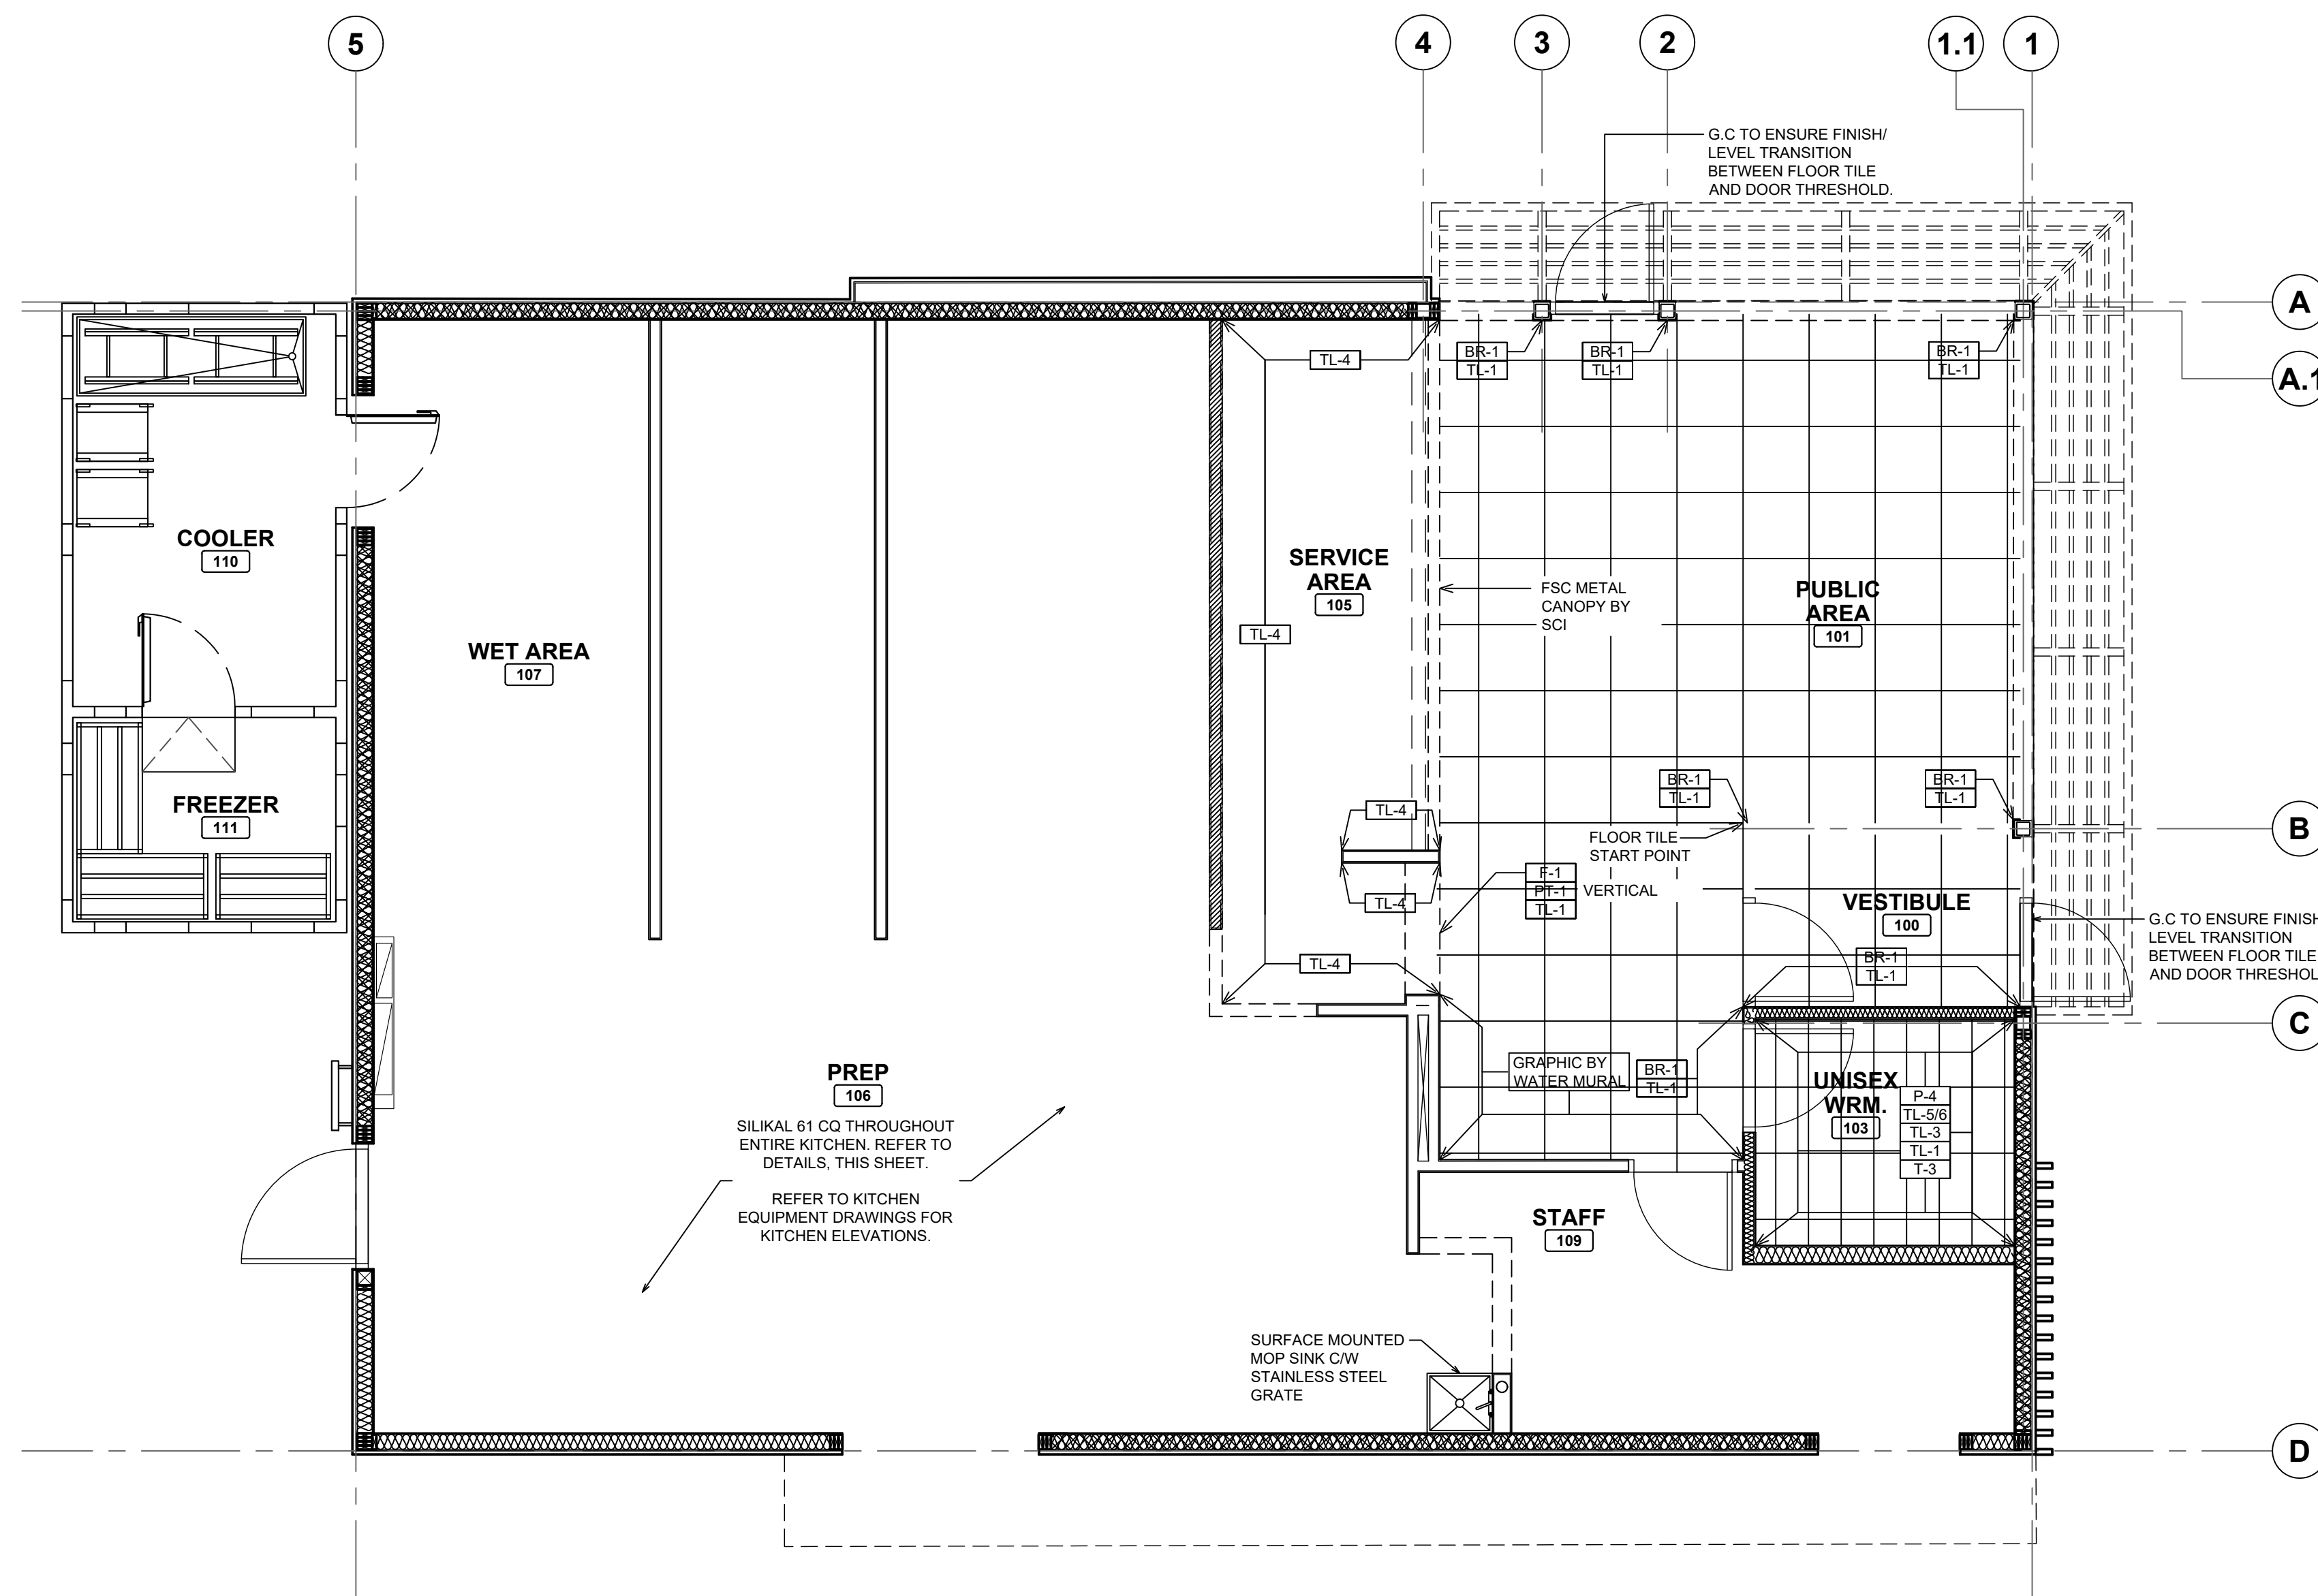 5
4
3
2
1.1
1
G.C TO ENSURE FINISH/
LEVEL TRANSITION
BETWEEN FLOOR TILE
AND DOOR THRESHOLD.
A
A.1
TL-4
BR-1
TL-1
BR-1
TL-1
BR-1
TL-1
COOLER
110
SERVICE
AREA
105
FSC METAL
CANOPY BY
SCI
PUBLIC
AREA
101
TL-4
WET AREA
107
FREEZER
111
TL-4
BR-1
TL-1
BR-1
TL-1
B
FLOOR TILE
START POINT
F-1
PT-1 VERTICAL
TL-1
TL-4
VESTIBULE
100
G.C TO ENSURE FINISH
LEVEL TRANSITION
BETWEEN FLOOR TILE
AND DOOR THRESHOL
BR-1
TL-1
TL-4
C
PREP
106
SILIKAL 61 CQ THROUGHOUT
ENTIRE KITCHEN. REFER TO
DETAILS, THIS SHEET.
REFER TO KITCHEN
EQUIPMENT DRAWINGS FOR
KITCHEN ELEVATIONS.
GRAPHIC BY
WATER MURAL
BR-1
TL-1
UNISEX
WRM.
103
P-4
TL-5/6
TL-3
TL-1
T-3
STAFF
109
SURFACE MOUNTED
MOP SINK C/W
STAINLESS STEEL
GRATE
D